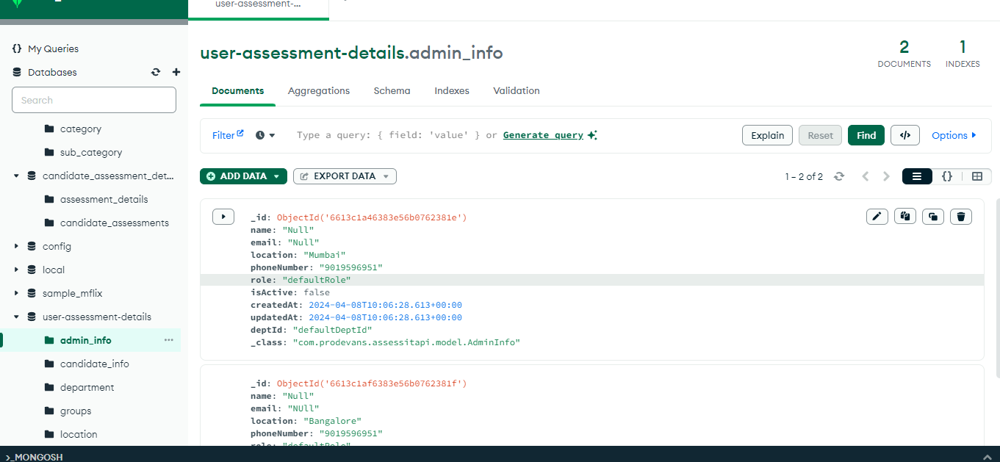 user-assessment-...
My Queries
Databases
Search
category
sub_category
candidate_assessment_det...
assessment_details
candidate_assessments
config
local
sample_mflix
user-assessment-details
admin_info
candidate_info
department
groups
location
user-assessment-details.admin_info
2
DOCUMENTS
1
INDEXES
Documents Aggregations Schema Indexes Validation
Filter Type a query: { field: 'value' } or Generate query Explain Reset Find </> Options
ADD DATA EXPORT DATA 1 – 2 of 2 {}
_id: ObjectId('6613c1a46383e56b0762381e')
name: "Null"
email: "Null"
location: "Mumbai"
phoneNumber: "9019596951"
role: "defaultRole"
isActive: false
createdAt: 2024-04-08T10:06:28.613+00:00
updatedAt: 2024-04-08T10:06:28.613+00:00
deptId: "defaultDeptId"
_class: "com.prodevans.assessitapi.model.AdminInfo"
_id: ObjectId('6613c1af6383e56b0762381f')
name: "Null"
email: "NUll"
location: "Bangalore"
phoneNumber: "9019596951"
role: "defaultRole"
>_MONGOSH